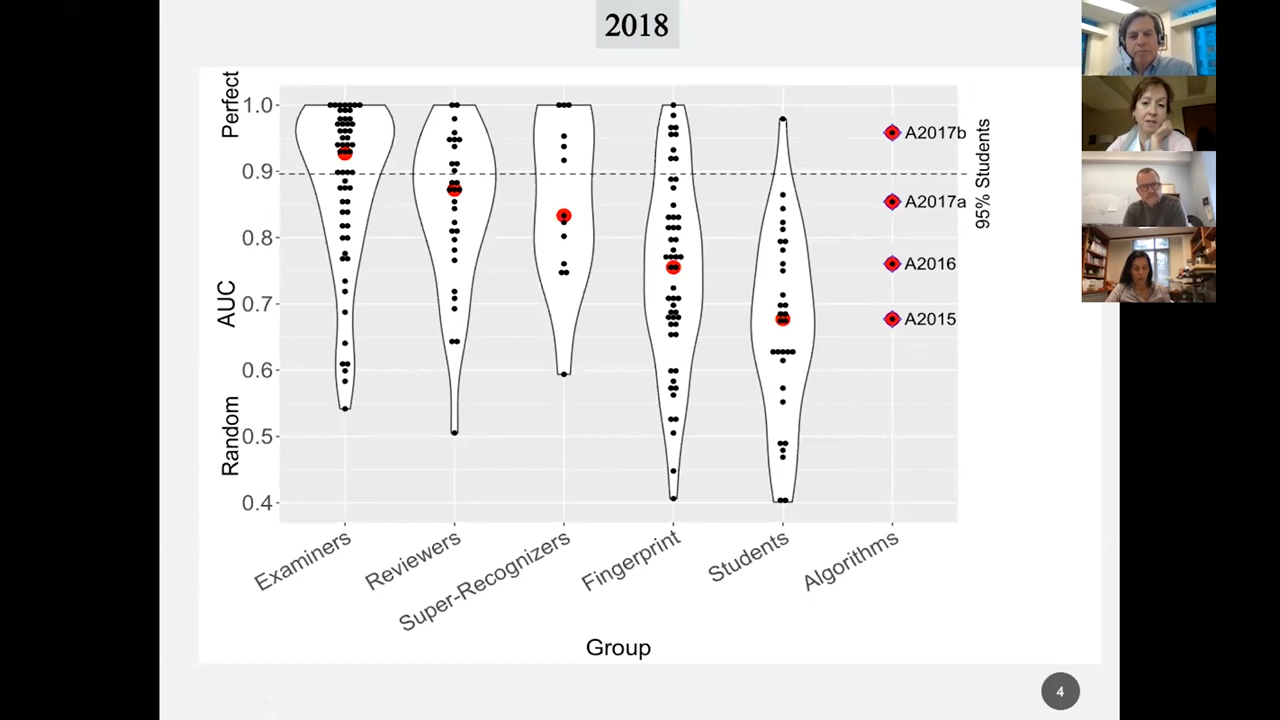 2018
Perfect
Random
AUC
1.0
0.9
0.8
0.7
0.6
0.5
0.4
A2017b
A2017a
A2016
A2015
95% Students
Examiners
Reviewers
Super-Recognizers
Fingerprint
Students
Algorithms
Group
4